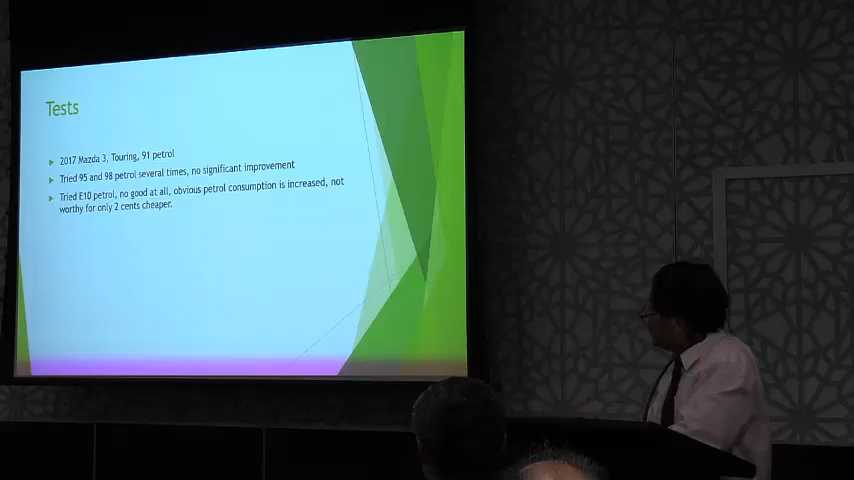 Tests
2017 Mazda 3, Touring, 91 petrol
Tried 95 and 98 petrol several times, no significant improvement
Tried E10 petrol, no good at all, obvious petrol consumption is increased, not
worthy for only 2 cents cheaper.